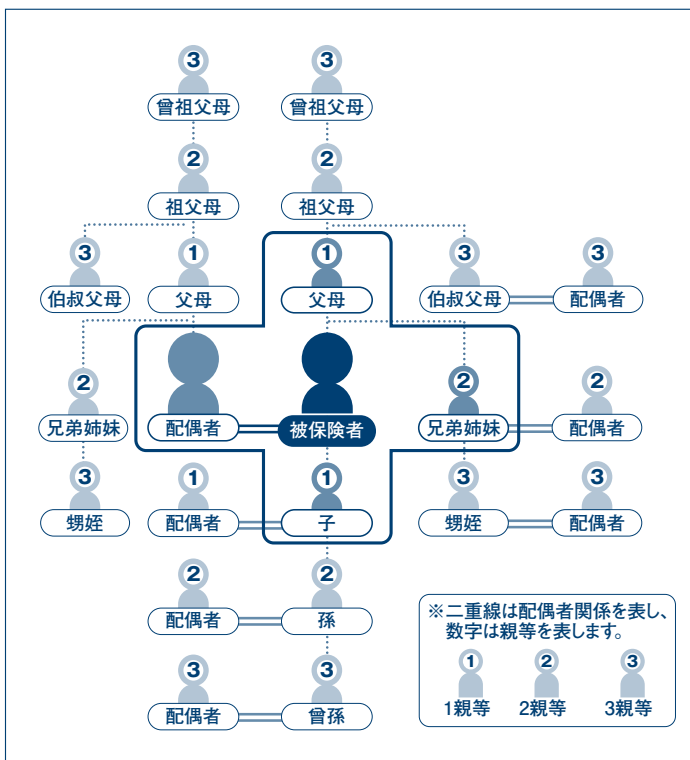 3 3
曾祖父母 曾祖父母
2 2
祖父母 祖父母
3 1 1 3 3
伯叔父母 父母 父母 伯叔父母 配偶者
2 2 2
兄弟姉妹 配偶者 被保険者 兄弟姉妹 配偶者
3 1 1 3 3
甥姪 配偶者 子 甥姪 配偶者
2 2
配偶者 孫
3 3
配偶者 曾孫
※二重線は配偶者関係を表し、
数字は親等を表します。
1 2 3
1親等 2親等 3親等